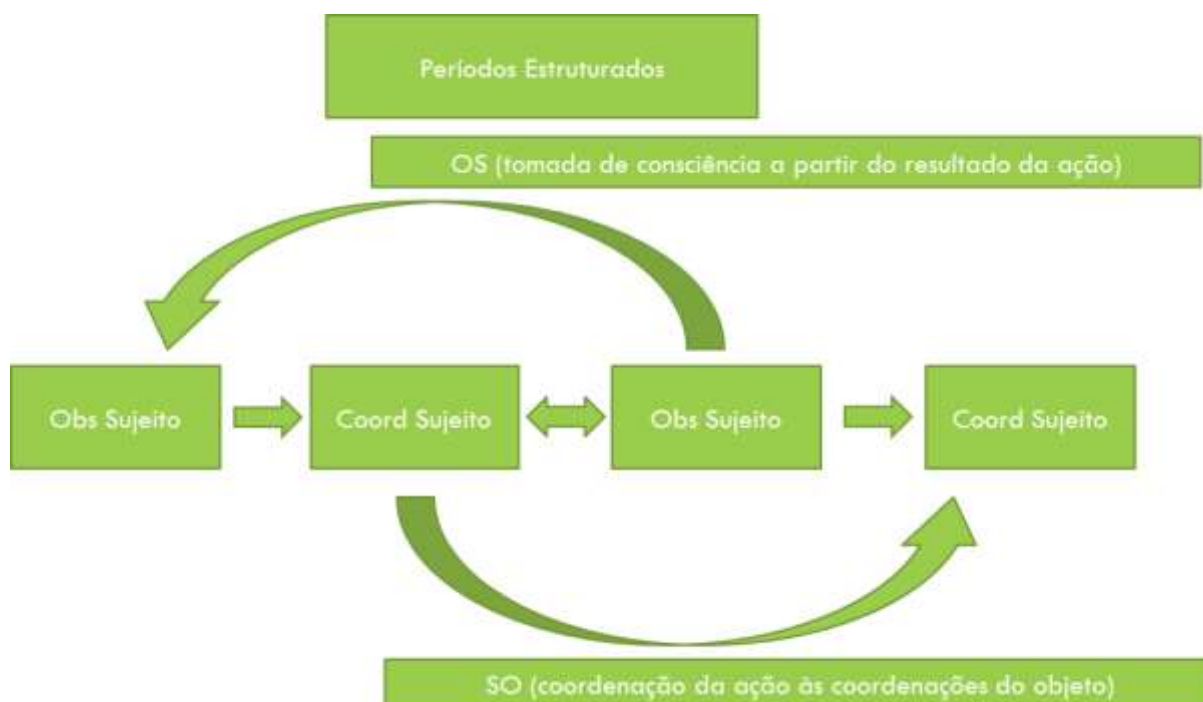 Períodos Estruturados
OS (tomada de consciência a partir do resultado da ação)
Obs Sujeito
Coord Sujeito
Obs Sujeito
Coord Sujeito
SO (coordenação da ação às coordenações do objeto)